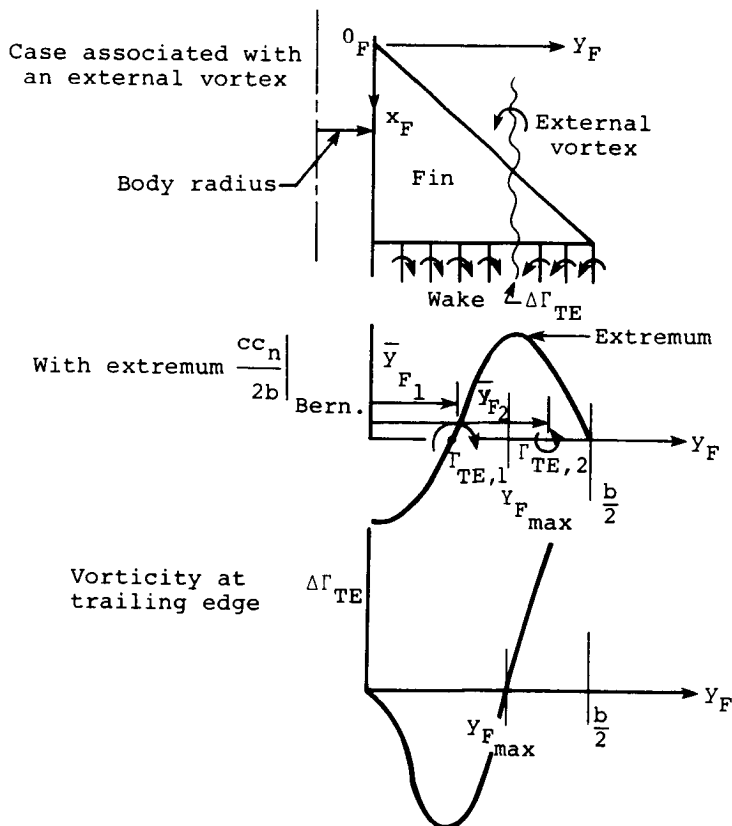 Case associated with
an external vortex
O_F
y_F
x_F
External
vortex
Body radius
Fin
Wake
ΔΓ_TE
With extremum cc_n / 2b | Bern.
Extremum
ȳ_F1
ȳ_F2
Γ_TE,1
Γ_TE,2
y_F
y_Fmax
b/2
Vorticity at
trailing edge
ΔΓ_TE
y_F
y_Fmax
b/2